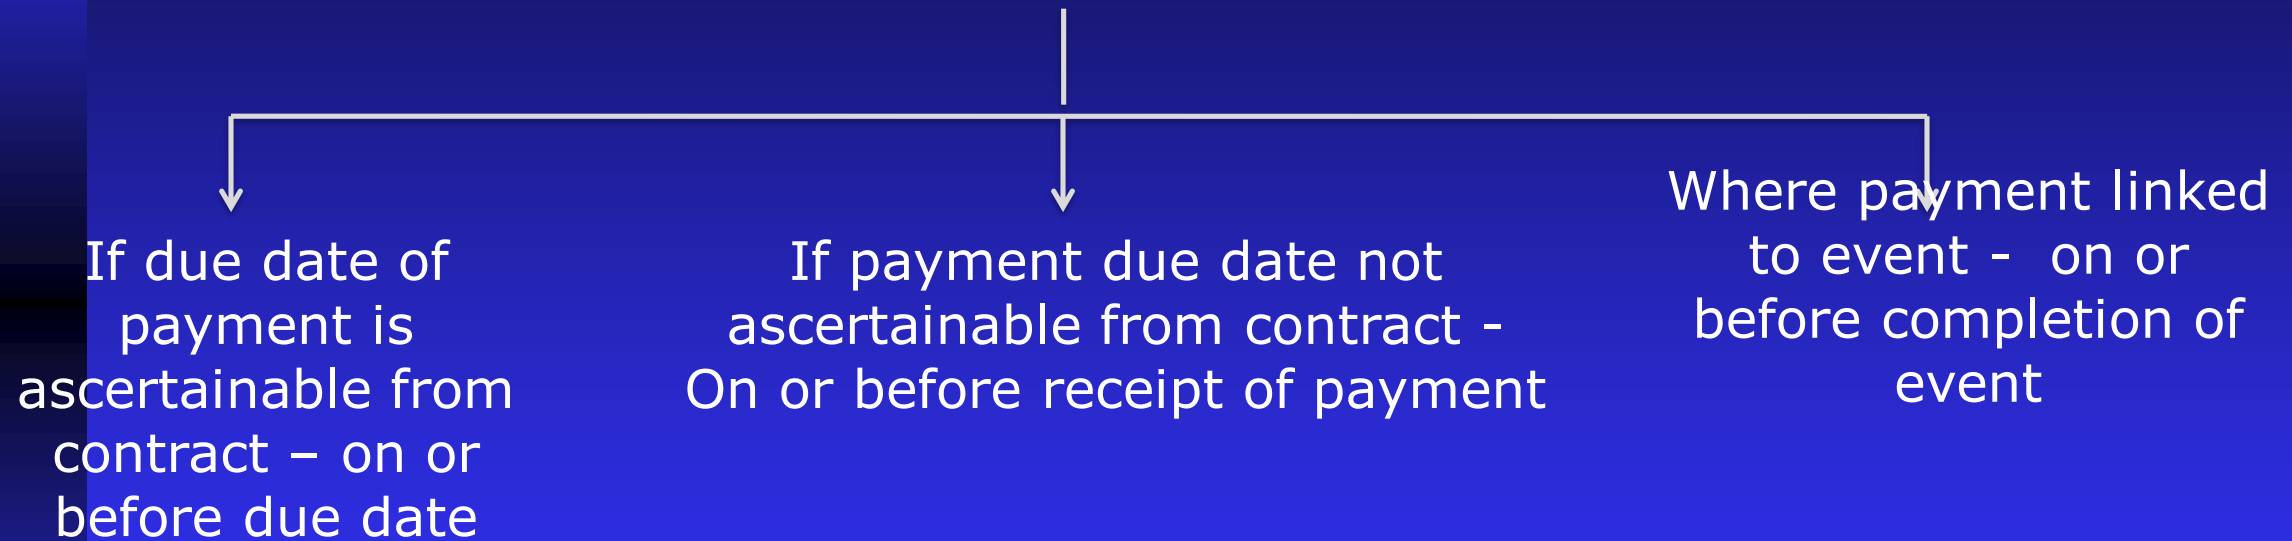 If due date of
payment is
ascertainable from
contract – on or
before due date
If payment due date not
ascertainable from contract -
On or before receipt of payment
Where payment linked
to event -  on or
before completion of
event